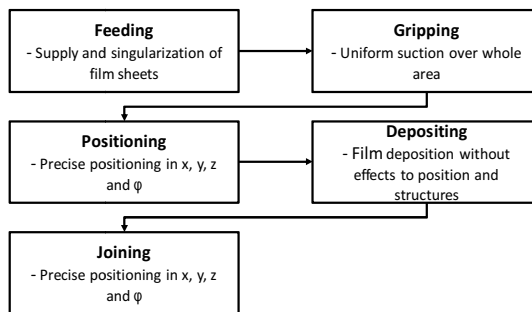 Feeding
- Supply and singularization of
film sheets
Gripping
- Uniform suction over whole
area
Positioning
- Precise positioning in x, y, z
and φ
Depositing
- Film deposition without
effects to position and
structures
Joining
- Precise positioning in x, y, z
and φ